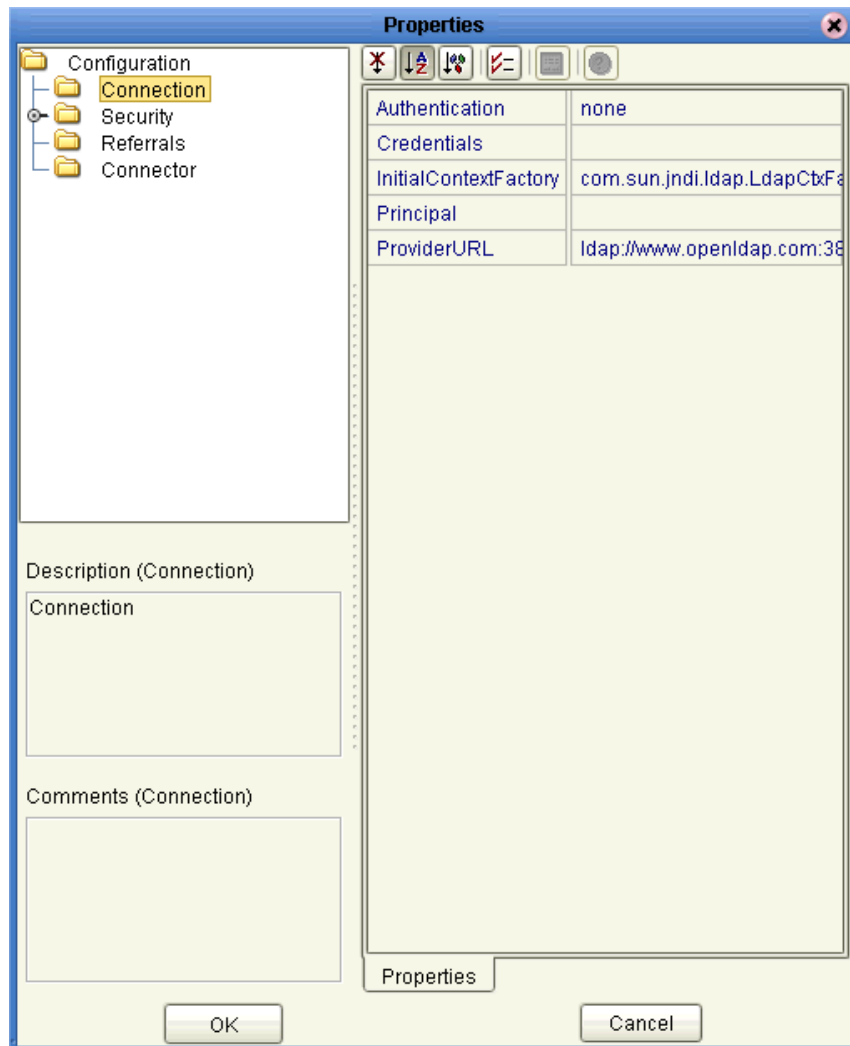 Properties
Configuration
Connection
Security
Referrals
Connector
Authentication none
Credentials
InitialContextFactory com.sun.jndi.ldap.LdapCtxFa
Principal
ProviderURL ldap://www.openldap.com:38
Description (Connection)
Connection
Comments (Connection)
Properties
OK Cancel